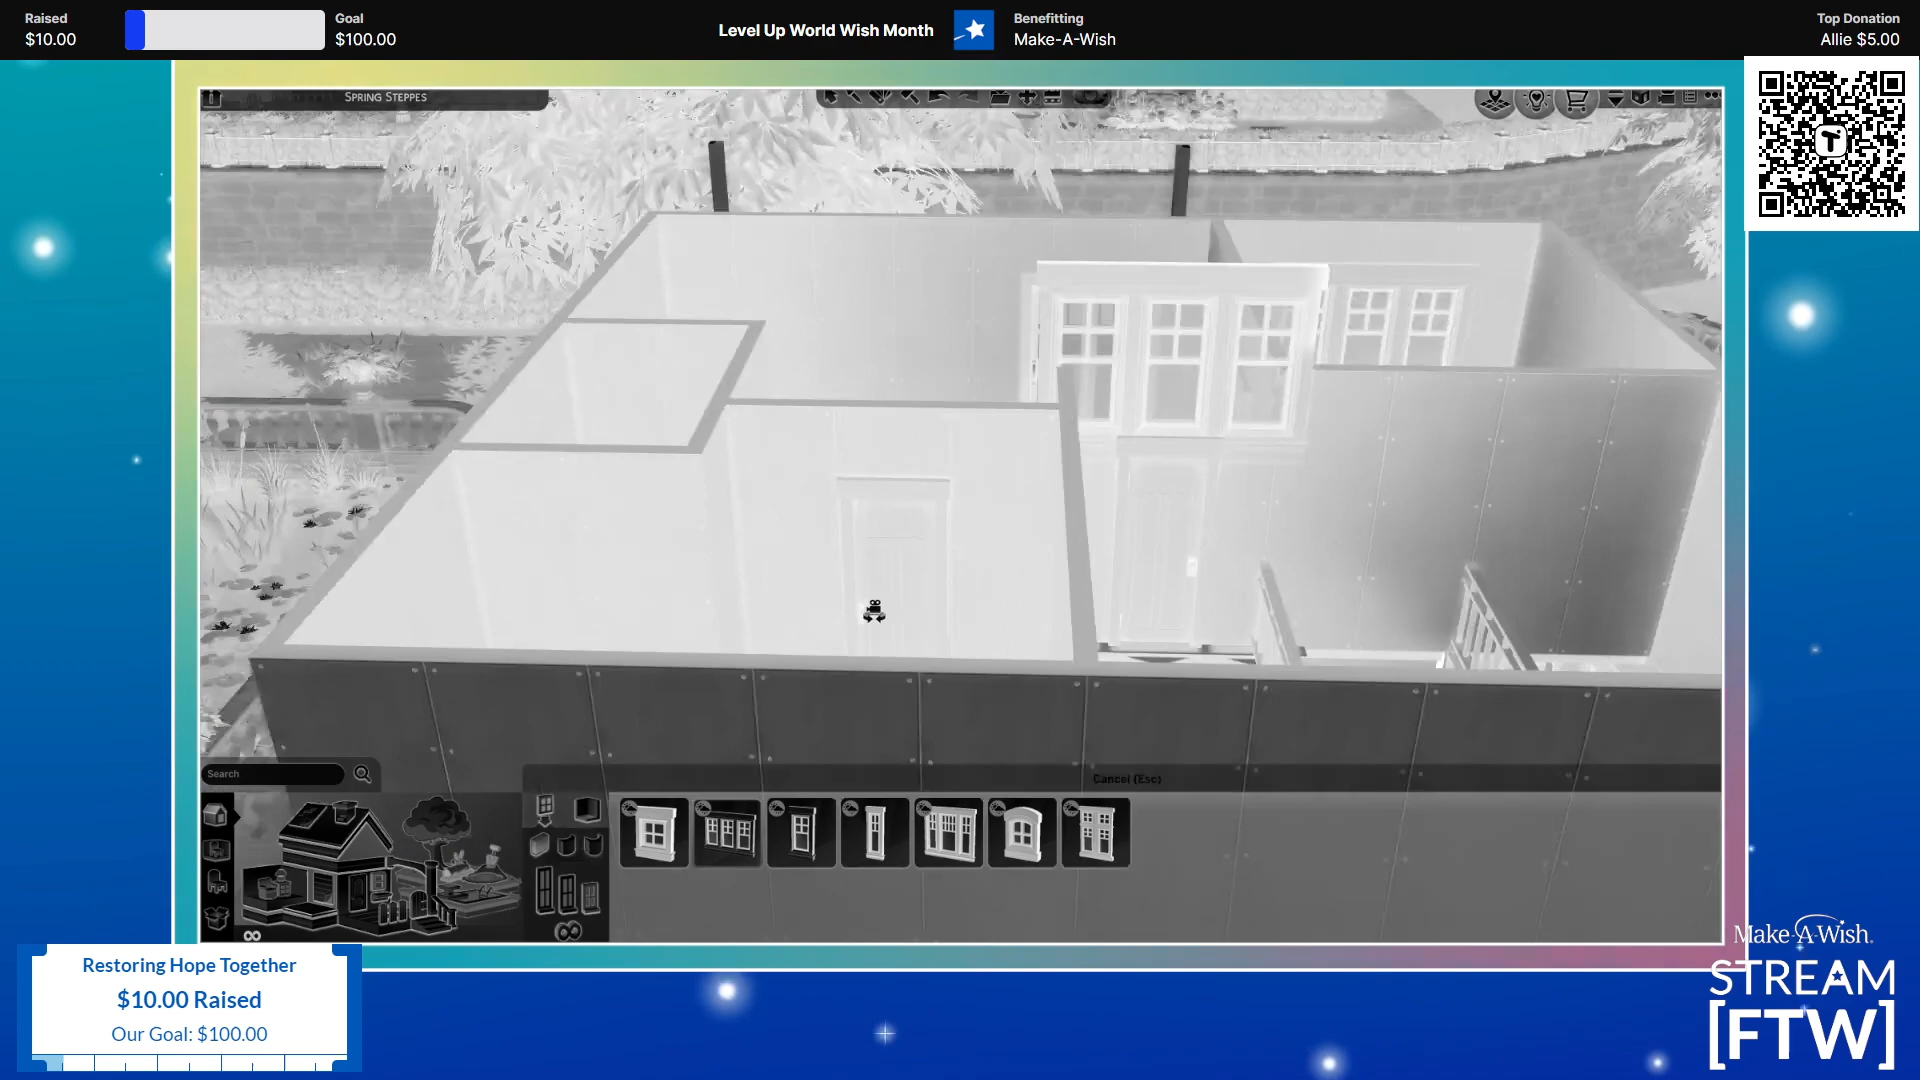 Raised
$10.00
Goal
$100.00
Level Up World Wish Month
Benefitting
Make-A-Wish
Top Donation
Allie $5.00
SPRING STEPPES
Cancel (Esc)
Search
Restoring Hope Together
$10.00 Raised
Our Goal: $100.00
Make-A-Wish.
STREAM
[FTW]